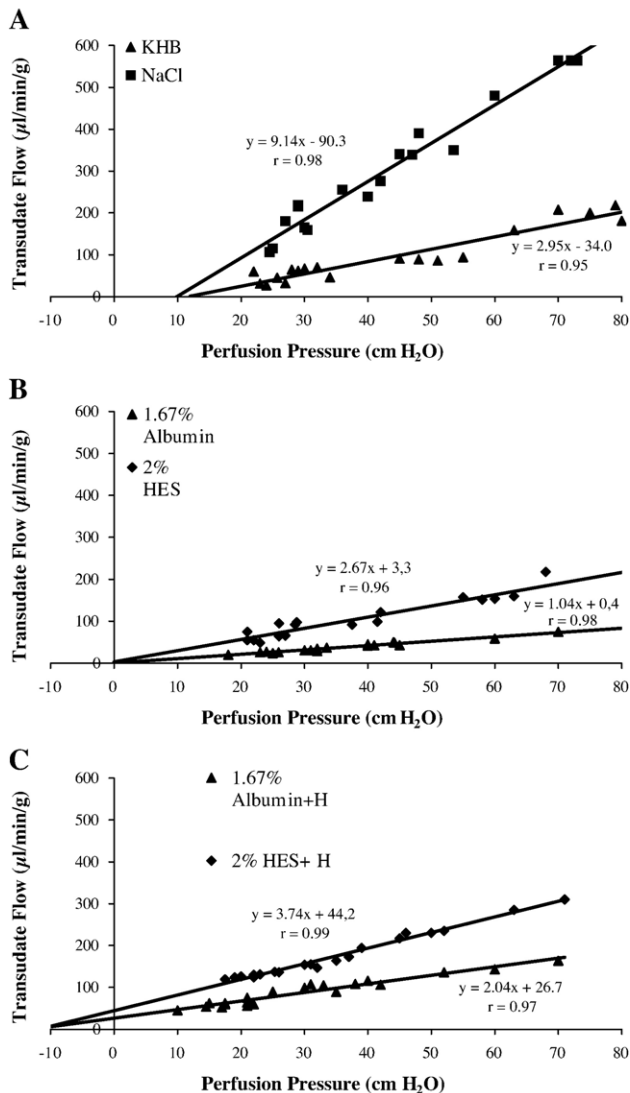 A
▲ KHB
■ NaCl
Transudate Flow (µl/min/g)
600
500
400
300
200
100
0
y = 9.14x - 90.3
r = 0.98
y = 2.95x - 34.0
r = 0.95
-10 0 10 20 30 40 50 60 70 80
Perfusion Pressure (cm H₂O)
B
▲ 1.67%
Albumin
◆ 2%
HES
Transudate Flow (µl/min/g)
600
500
400
300
200
100
0
y = 2.67x + 3,3
r = 0.96
y = 1.04x + 0,4
r = 0.98
-10 0 10 20 30 40 50 60 70 80
Perfusion Pressure (cm H₂O)
C
▲ 1.67%
Albumin+H
◆ 2% HES+ H
Transudate Flow (µl/min/g)
600
500
400
300
200
100
0
y = 3.74x + 44,2
r = 0.99
y = 2.04x + 26.7
r = 0.97
-10 0 10 20 30 40 50 60 70 80
Perfusion Pressure (cm H₂O)